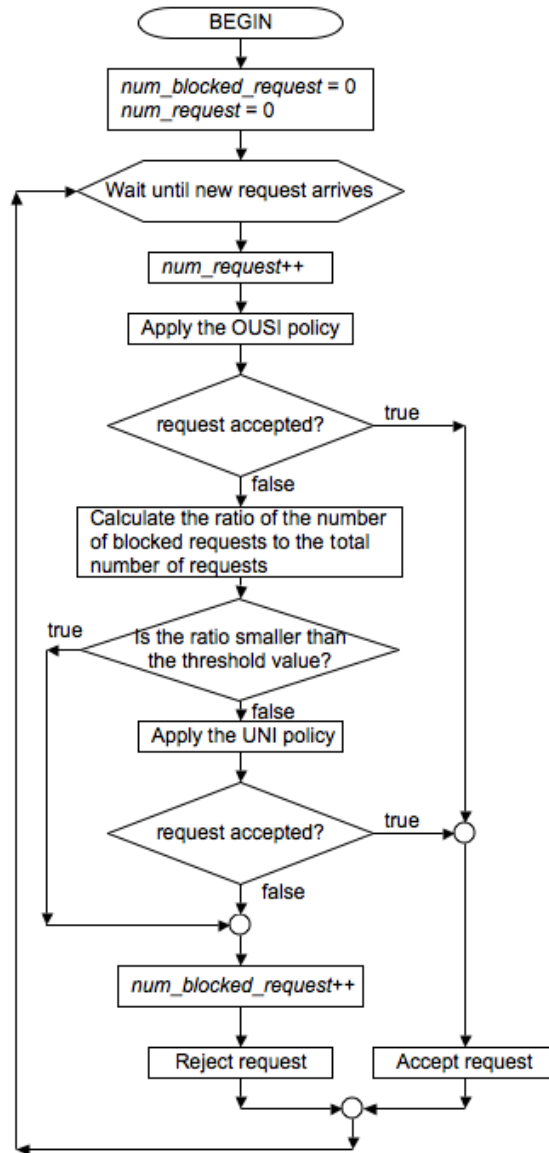 BEGIN
num_blocked_request = 0
num_request = 0
Wait until new request arrives
num_request++
Apply the OUSI policy
request accepted?
true
false
Calculate the ratio of the number
of blocked requests to the total
number of requests
true
Is the ratio smaller than
the threshold value?
false
Apply the UNI policy
request accepted?
true
false
num_blocked_request++
Reject request
Accept request